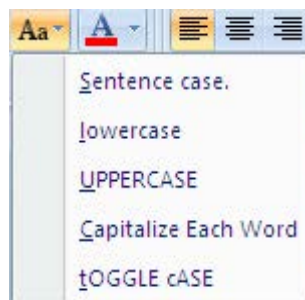 Aa A
Sentence case.
lowercase
UPPERCASE
Capitalize Each Word
tOGGLE cASE